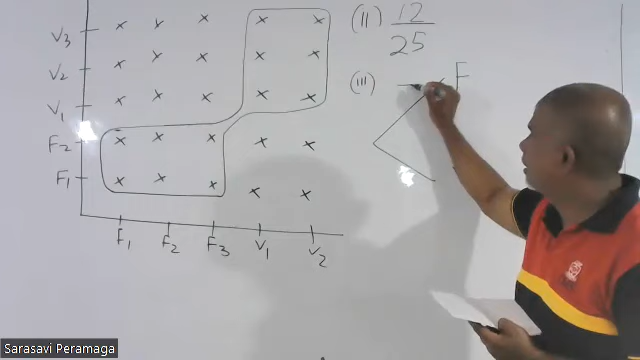 V3
V2
V1
F2
F1
F1 F2 F3 V1 V2
(II) 12/25
(III)
F
Sarasavi Peramaga